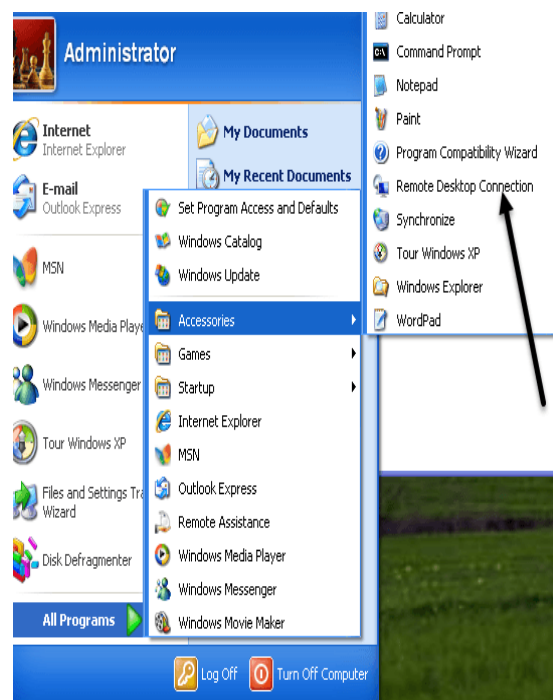 Administrator
Internet
Internet Explorer
E-mail
Outlook Express
MSN
Windows Media Playe
Windows Messenger
Tour Windows XP
Files and Settings Tra
Wizard
Disk Defragmenter
All Programs
My Documents
My Recent Documents
Set Program Access and Defaults
Windows Catalog
Windows Update
Accessories
Games
Startup
Internet Explorer
MSN
Outlook Express
Remote Assistance
Windows Media Player
Windows Messenger
Windows Movie Maker
Calculator
C:\
Command Prompt
Notepad
Paint
Program Compatibility Wizard
Remote Desktop Connection
Synchronize
Tour Windows XP
Windows Explorer
WordPad
Log Off
Turn Off Computer